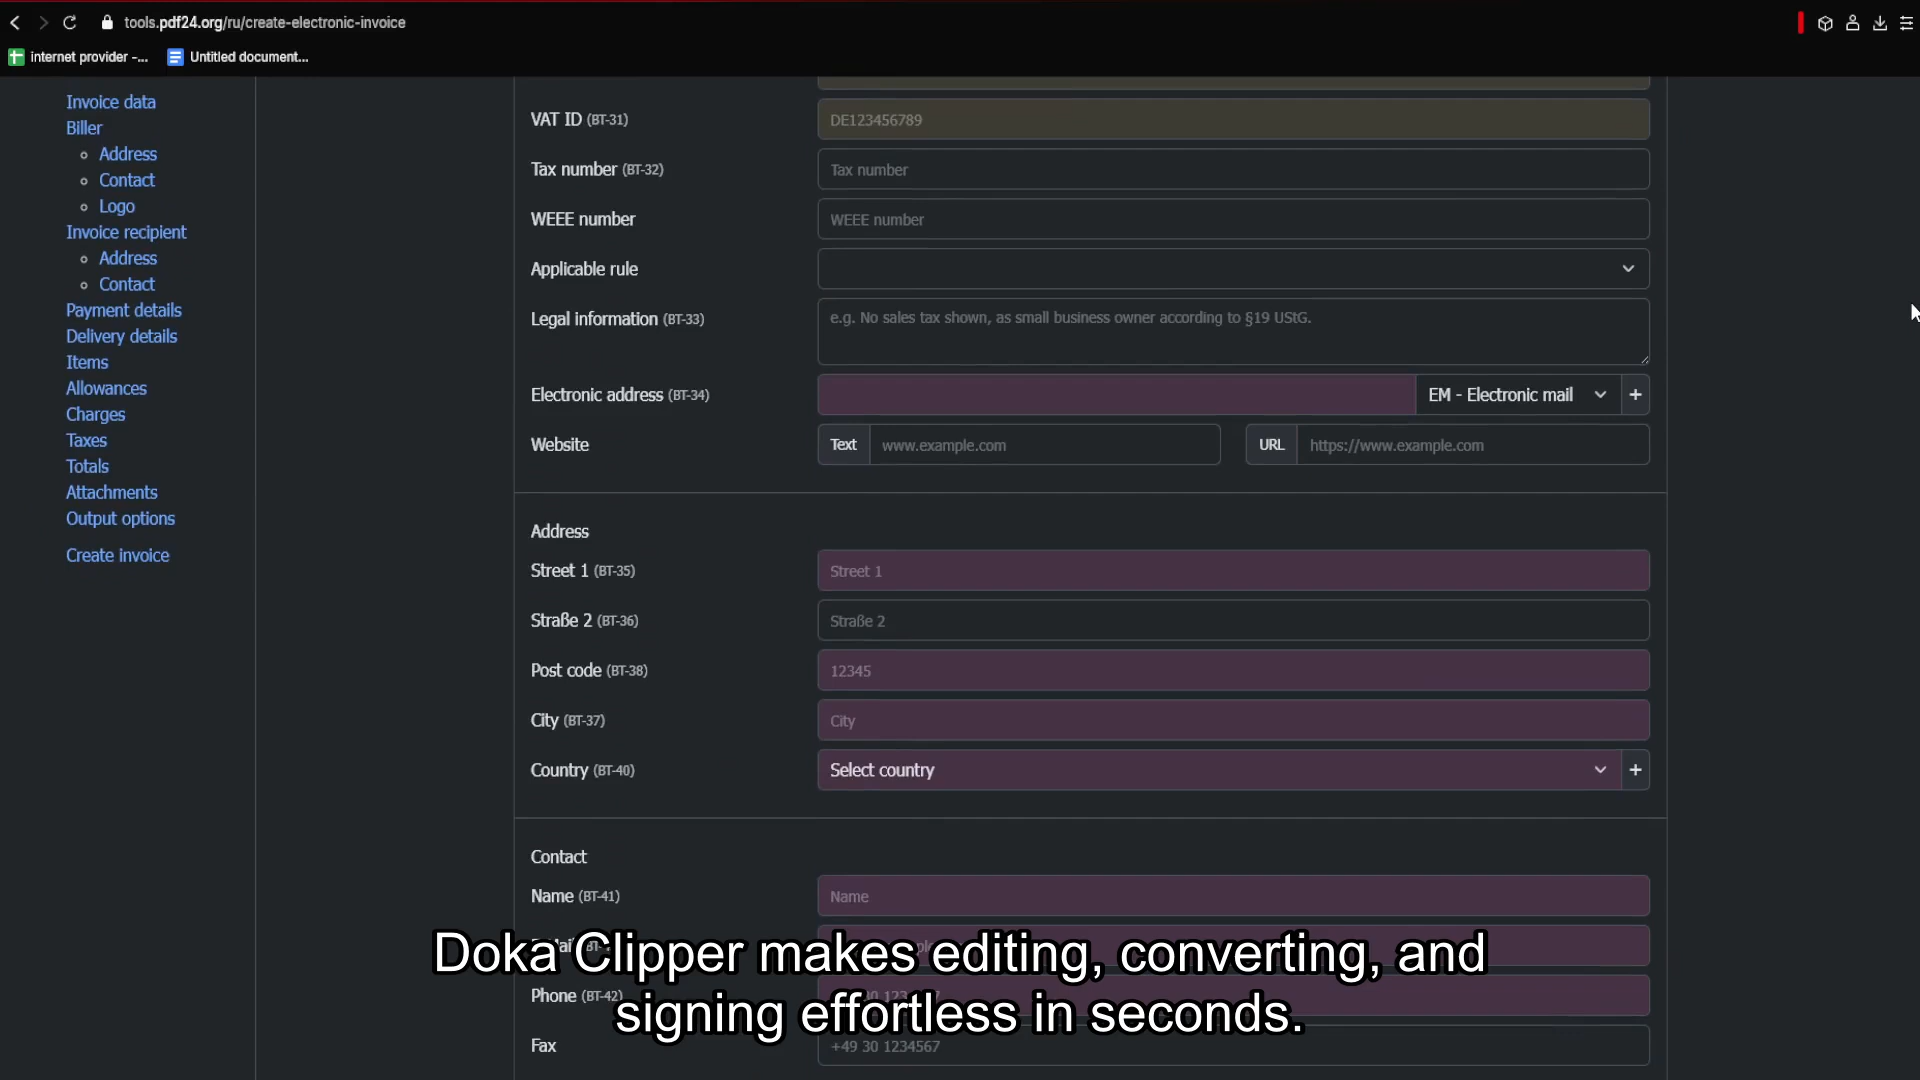 tools.pdf24.org/ru/create-electronic-invoice
internet provider -... Untitled document...
Invoice data
Biller
Address
Contact
Logo
Invoice recipient
Address
Contact
Payment details
Delivery details
Items
Allowances
Charges
Taxes
Totals
Attachments
Output options
Create invoice
VAT ID (BT-31) DE123456789
Tax number (BT-32) Tax number
WEEE number WEEE number
Applicable rule
Legal information (BT-33) e.g. No sales tax shown, as small business owner according to §19 UStG.
Electronic address (BT-34) EM - Electronic mail +
Website Text www.example.com URL https://www.example.com
Address
Street 1 (BT-35) Street 1
Straße 2 (BT-36) Straße 2
Post code (BT-38) 12345
City (BT-37) City
Country (BT-40) Select country +
Contact
Name (BT-41) Name
Phone (BT-42)
Fax +49 30 1234567
Doka Clipper makes editing, converting, and
signing effortless in seconds.